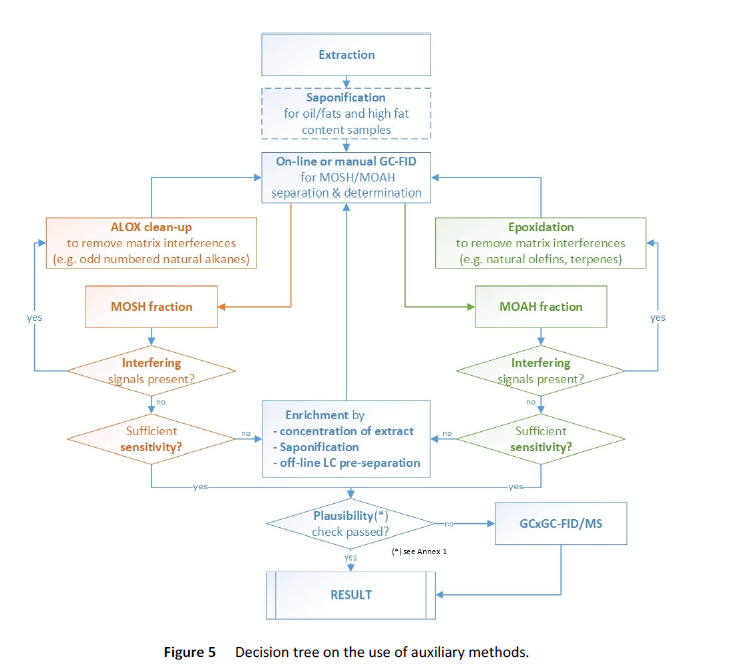 Extraction
Saponification
for oil/fats and high fat
content samples
On-line or manual GC-FID
for MOSH/MOAH
separation & determination
ALOX clean-up
to remove matrix interferences
(e.g. odd numbered natural alkanes)
Epoxidation
to remove matrix interferences
(e.g. natural olefins, terpenes)
MOSH fraction
MOAH fraction
yes
yes
Interfering
signals present?
Interfering
signals present?
no
no
Sufficient
sensitivity?
no
Enrichment by
- concentration of extract
- Saponification
- off-line LC pre-separation
no
Sufficient
sensitivity?
yes
yes
Plausibility(*)
check passed?
no
GCxGC-FID/MS
(*) see Annex 1
yes
RESULT
Figure 5 Decision tree on the use of auxiliary methods.